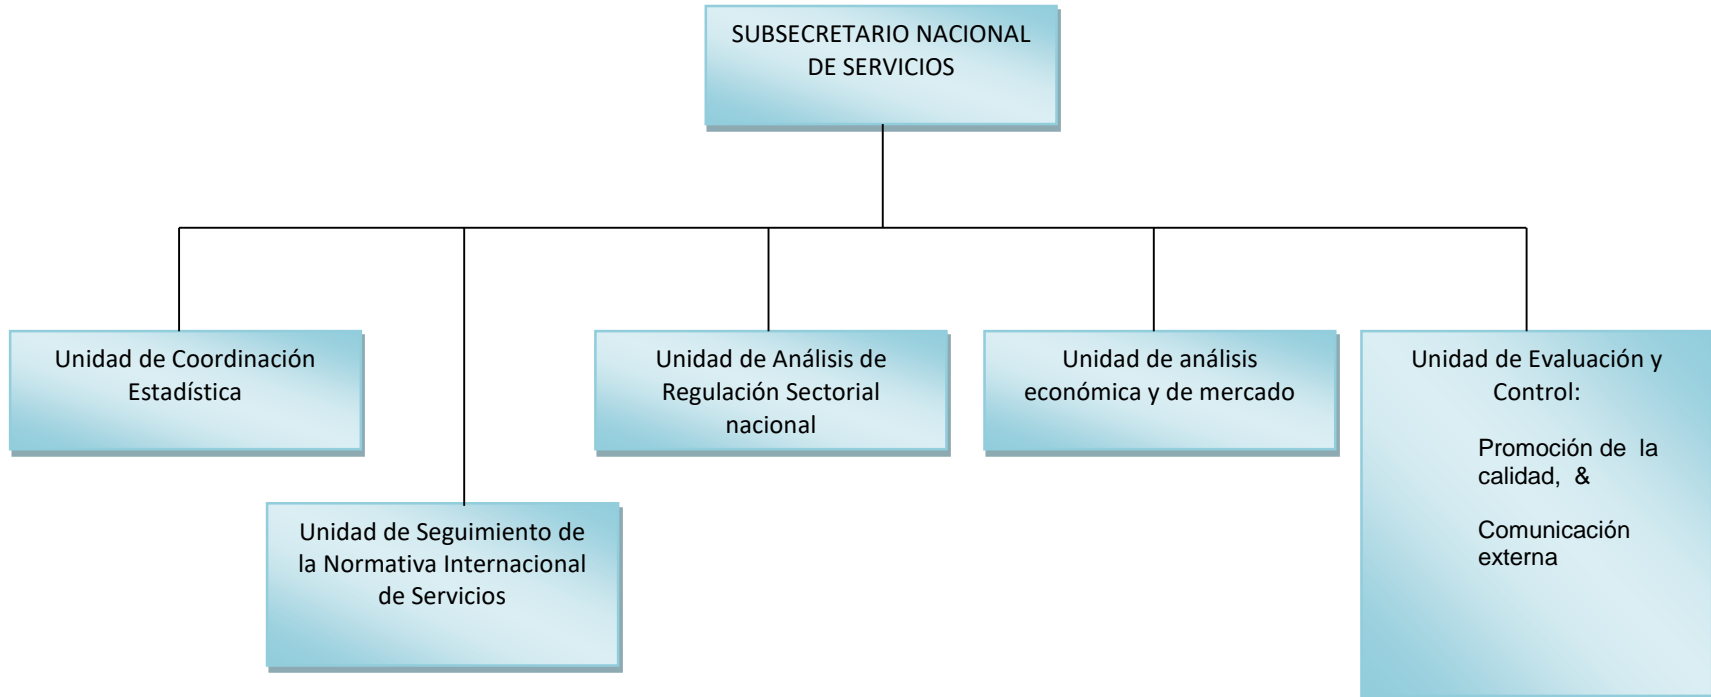 SUBSECRETARIO NACIONAL
DE SERVICIOS
Unidad de Coordinación
Estadística
Unidad de Seguimiento de
la Normativa Internacional
de Servicios
Unidad de Análisis de
Regulación Sectorial
nacional
Unidad de análisis
económica y de mercado
Unidad de Evaluación y
Control:
Promoción de la
calidad, &
Comunicación
externa